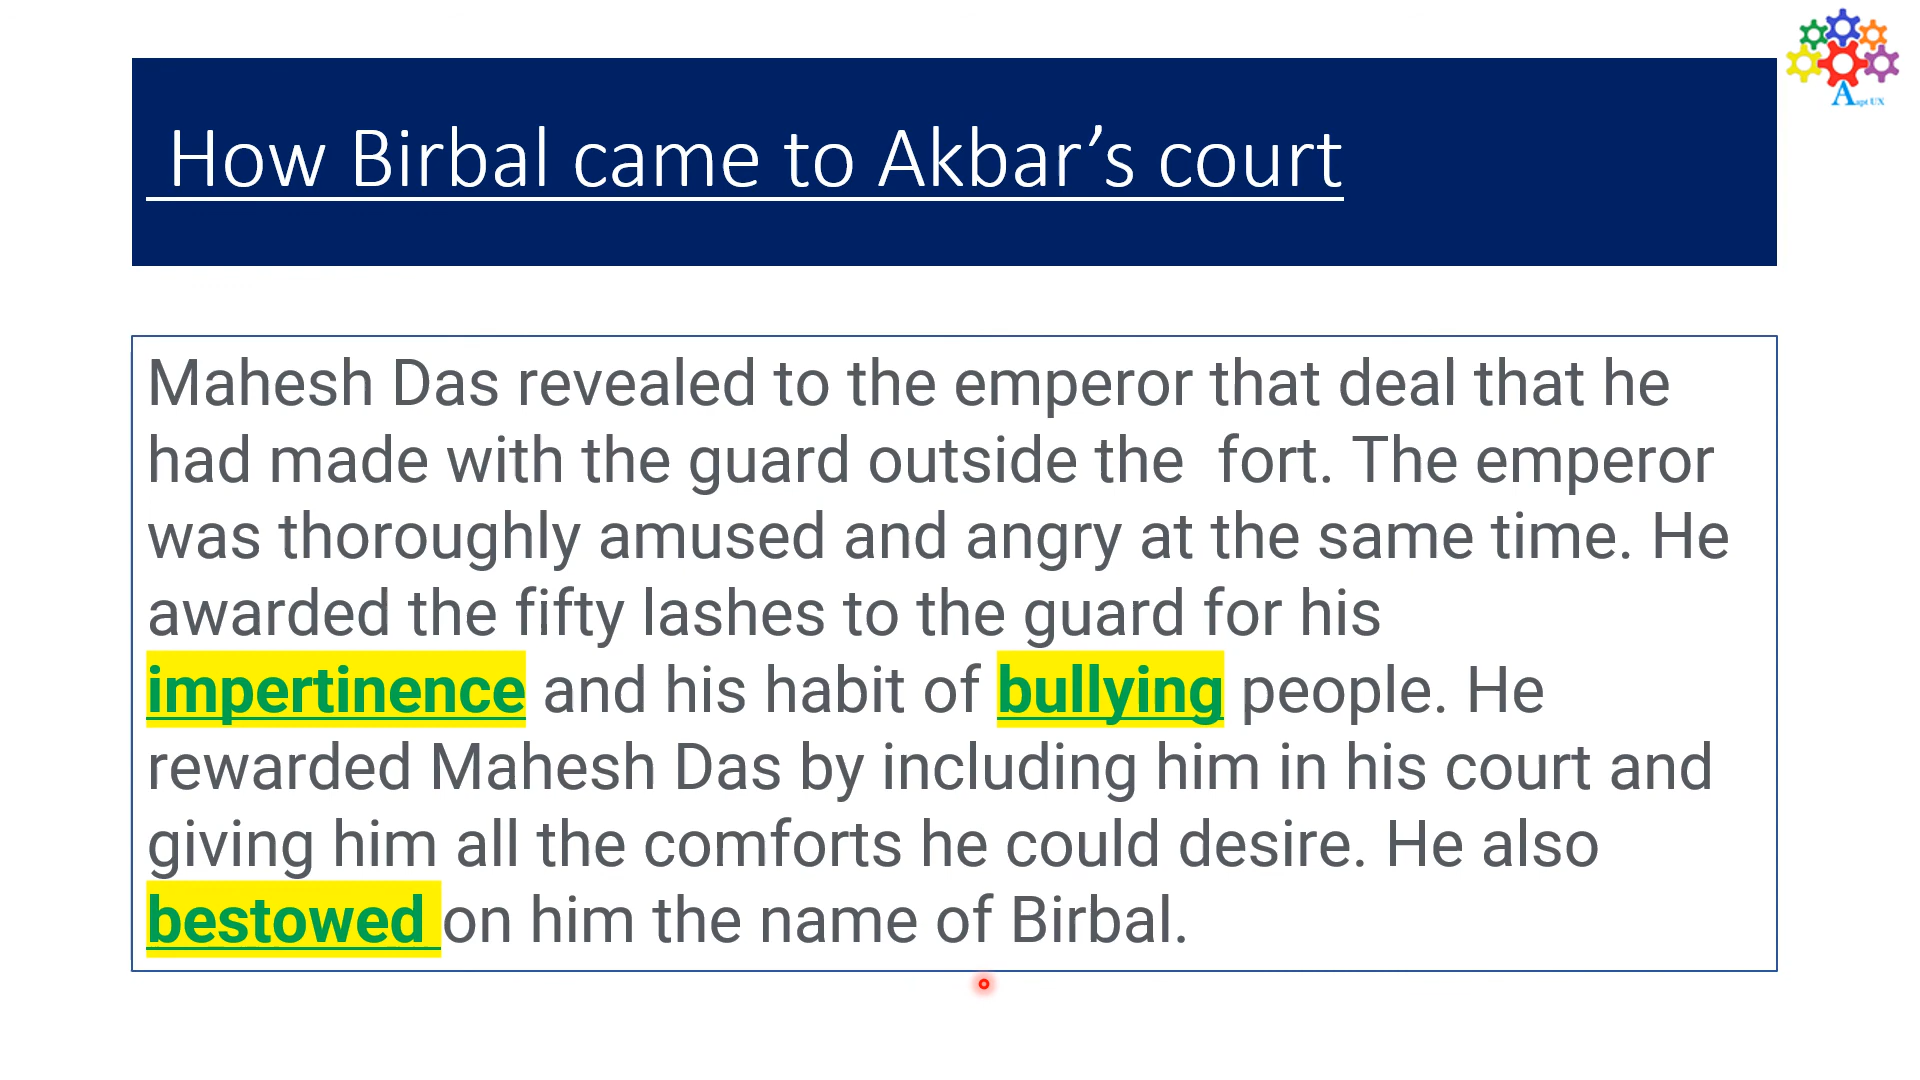 How Birbal came to Akbar’s court
Aapt UX
Mahesh Das revealed to the emperor that deal that he
had made with the guard outside the  fort. The emperor
was thoroughly amused and angry at the same time. He
awarded the fifty lashes to the guard for his
impertinence and his habit of bullying people. He
rewarded Mahesh Das by including him in his court and
giving him all the comforts he could desire. He also
bestowed on him the name of Birbal.